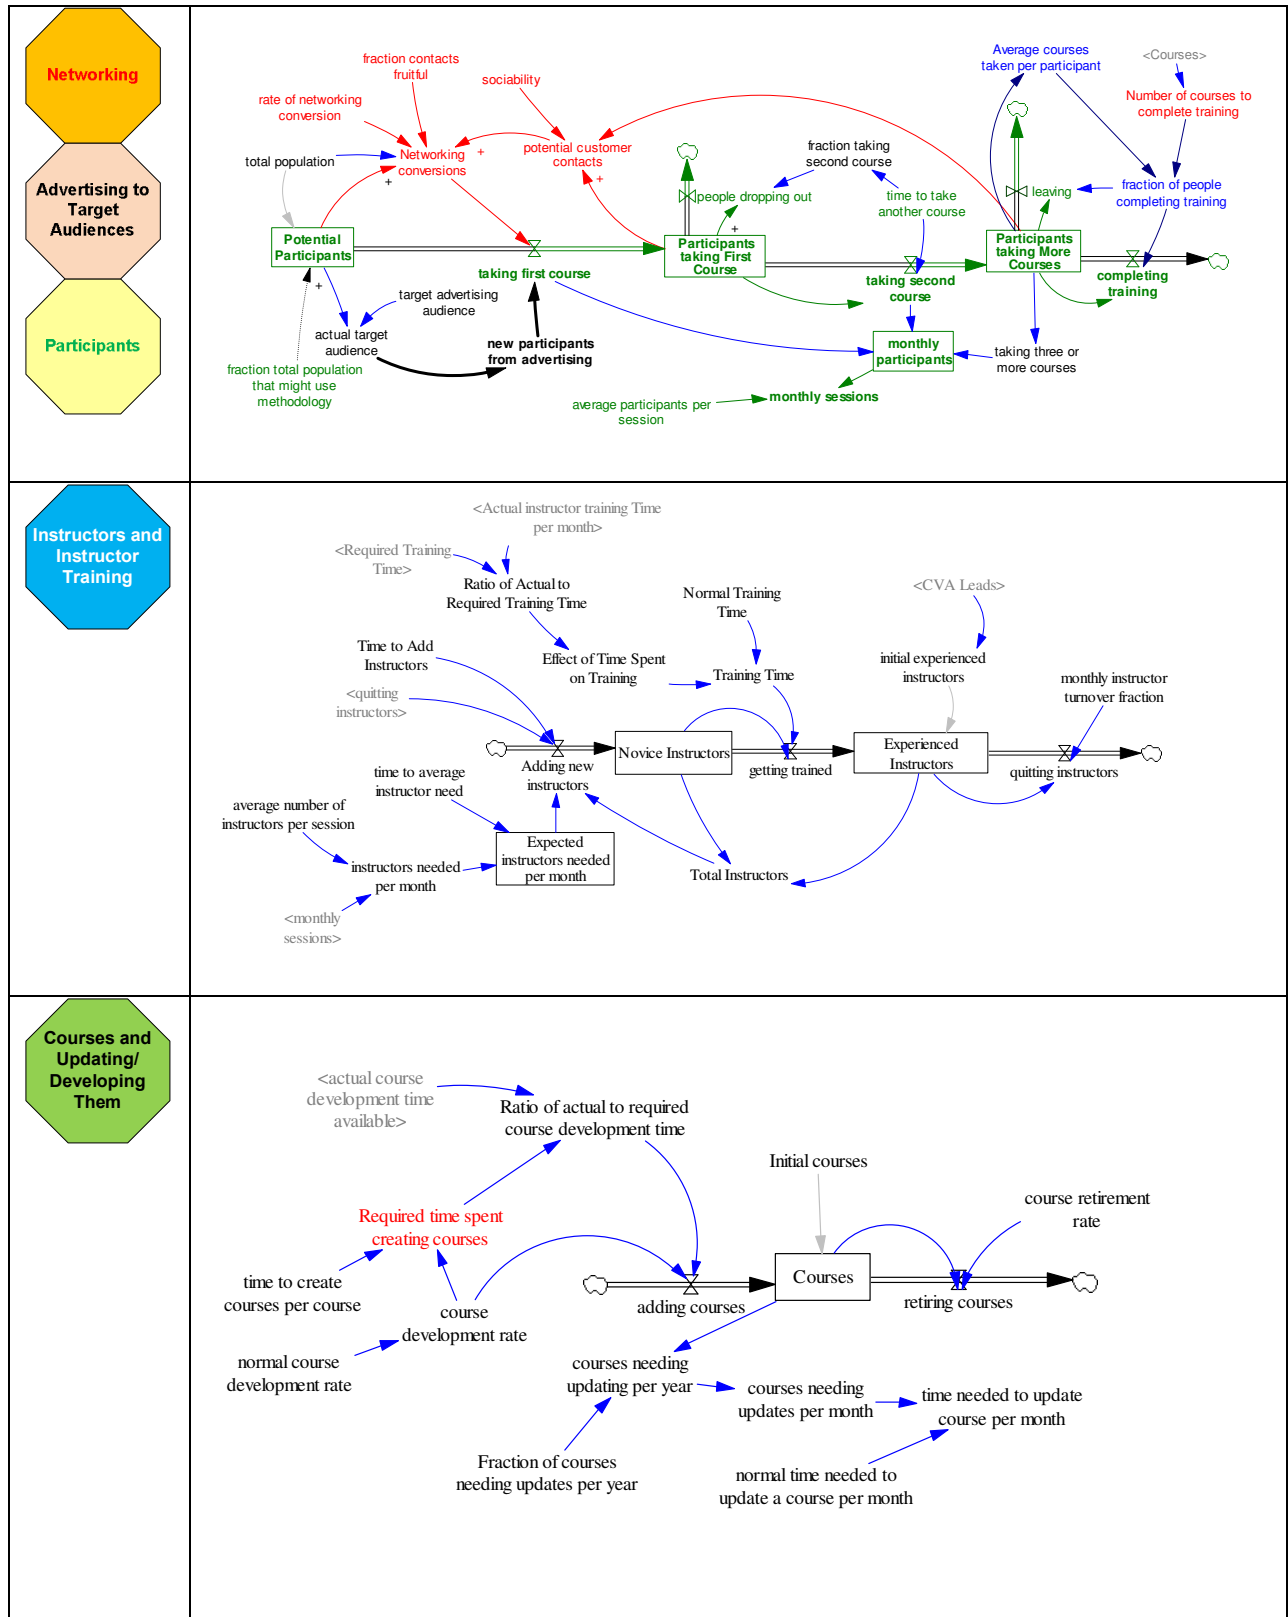 Networking
Advertising to
Target
Audiences
Participants
fraction contacts
fruitful
sociability
rate of networking
conversion
total population
Networking
conversions
+
+
potential customer
contacts
+
Average courses
taken per participant
<Courses>
Number of courses to
complete training
fraction taking
second course
people dropping out
time to take
another course
leaving
fraction of people
completing training
Potential
Participants
+
taking first course
Participants
taking First
Course
+
taking second
course
Participants
taking More
Courses
completing
training
target advertising
audience
actual target
audience
new participants
from advertising
monthly
participants
taking three or
more courses
fraction total population
that might use
methodology
average participants per
session
monthly sessions
Instructors and
Instructor
Training
<Actual instructor training Time
per month>
<Required Training
Time>
Ratio of Actual to
Required Training Time
Normal Training
Time
<CVA Leads>
Time to Add
Instructors
Effect of Time Spent
on Training
Training Time
initial experienced
instructors
monthly instructor
turnover fraction
<quitting
instructors>
Adding new
instructors
Novice Instructors
getting trained
Experienced
Instructors
quitting instructors
time to average
instructor need
average number of
instructors per session
Expected
instructors needed
per month
instructors needed
per month
Total Instructors
<monthly
sessions>
Courses and
Updating/
Developing
Them
<actual course
development time
available>
Ratio of actual to required
course development time
Initial courses
course retirement
rate
Required time spent
creating courses
time to create
courses per course
course
development rate
normal course
development rate
adding courses
Courses
retiring courses
courses needing
updating per year
courses needing
updates per month
time needed to update
course per month
Fraction of courses
needing updates per year
normal time needed to
update a course per month